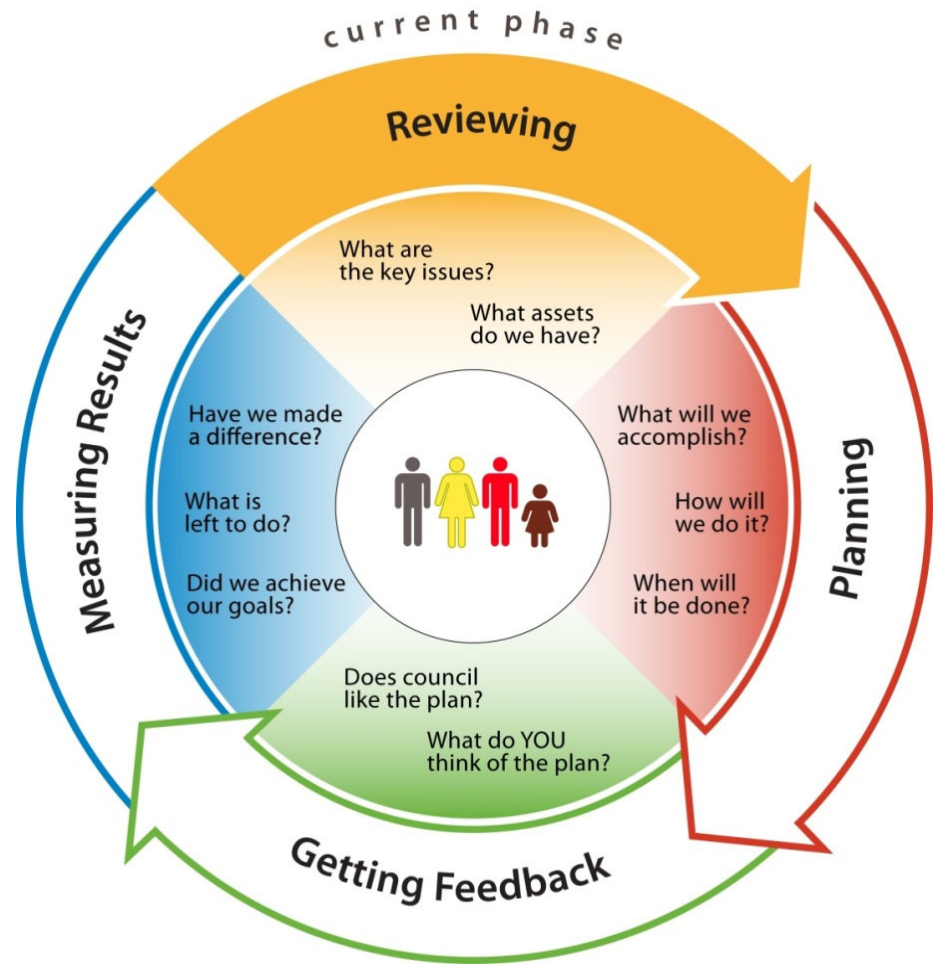 current phase
Reviewing
What are
the key issues?
What assets
do we have?
Planning
What will we
accomplish?
How will
we do it?
When will
it be done?
Getting Feedback
Does council
like the plan?
What do YOU
think of the plan?
Measuring Results
Have we made
a difference?
What is
left to do?
Did we achieve
our goals?